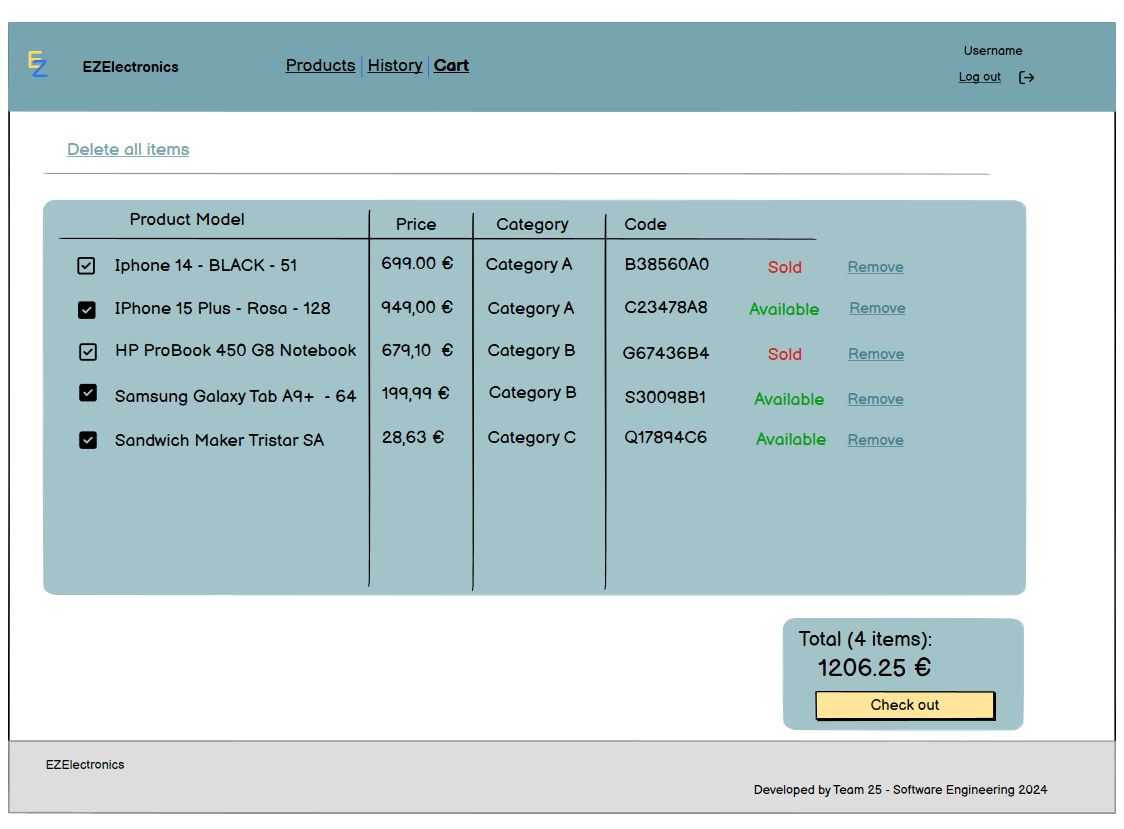 EZ
EZElectronics
Products History Cart
Username
Log out
Delete all items
Product Model Price Category Code
Iphone 14 - BLACK - 51 699.00 € Category A B38560A0 Sold Remove
IPhone 15 Plus - Rosa - 128 949,00 € Category A C23478A8 Available Remove
HP ProBook 450 G8 Notebook 679,10 € Category B G67436B4 Sold Remove
Samsung Galaxy Tab A9+ - 64 199,99 € Category B S30098B1 Available Remove
Sandwich Maker Tristar SA 28,63 € Category C Q17894C6 Available Remove
Total (4 items):
1206.25 €
Check out
EZElectronics
Developed by Team 25 - Software Engineering 2024